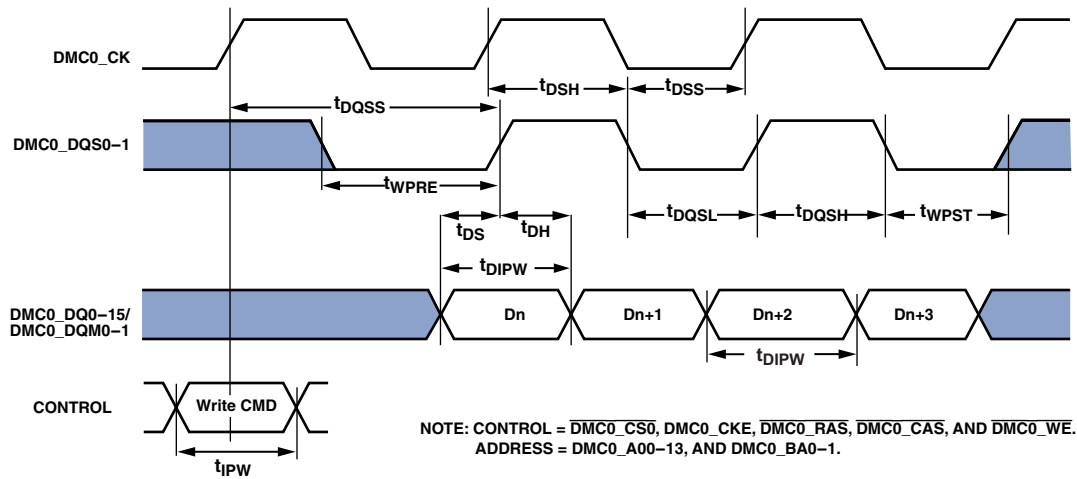 DMC0_CK
tDSH
tDSS
tDQSS
DMC0_DQS0–1
tWPRE
tDS
tDH
tDQSL
tDQSH
tWPST
tDIPW
DMC0_DQ0–15/
DMC0_DQM0–1
Dn
Dn+1
Dn+2
Dn+3
tDIPW
CONTROL
Write CMD
tIPW
NOTE: CONTROL = DMC0_CS0, DMC0_CKE, DMC0_RAS, DMC0_CAS, AND DMC0_WE.
ADDRESS = DMC0_A00–13, AND DMC0_BA0–1.